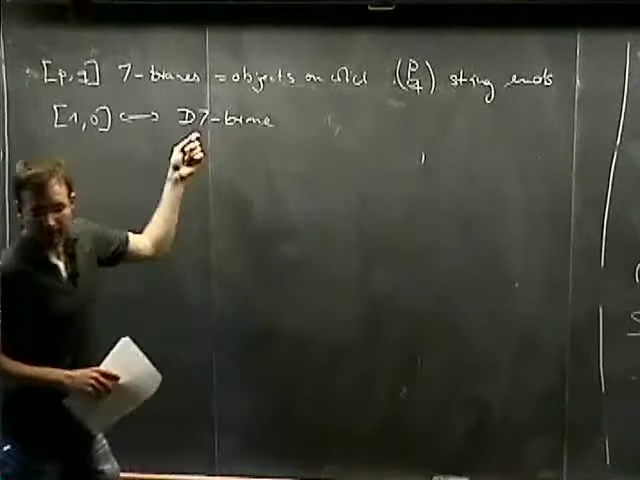 [p,q] 7-branes = objects on which (p q) string ends
[1,0] ⟷ D7-brane